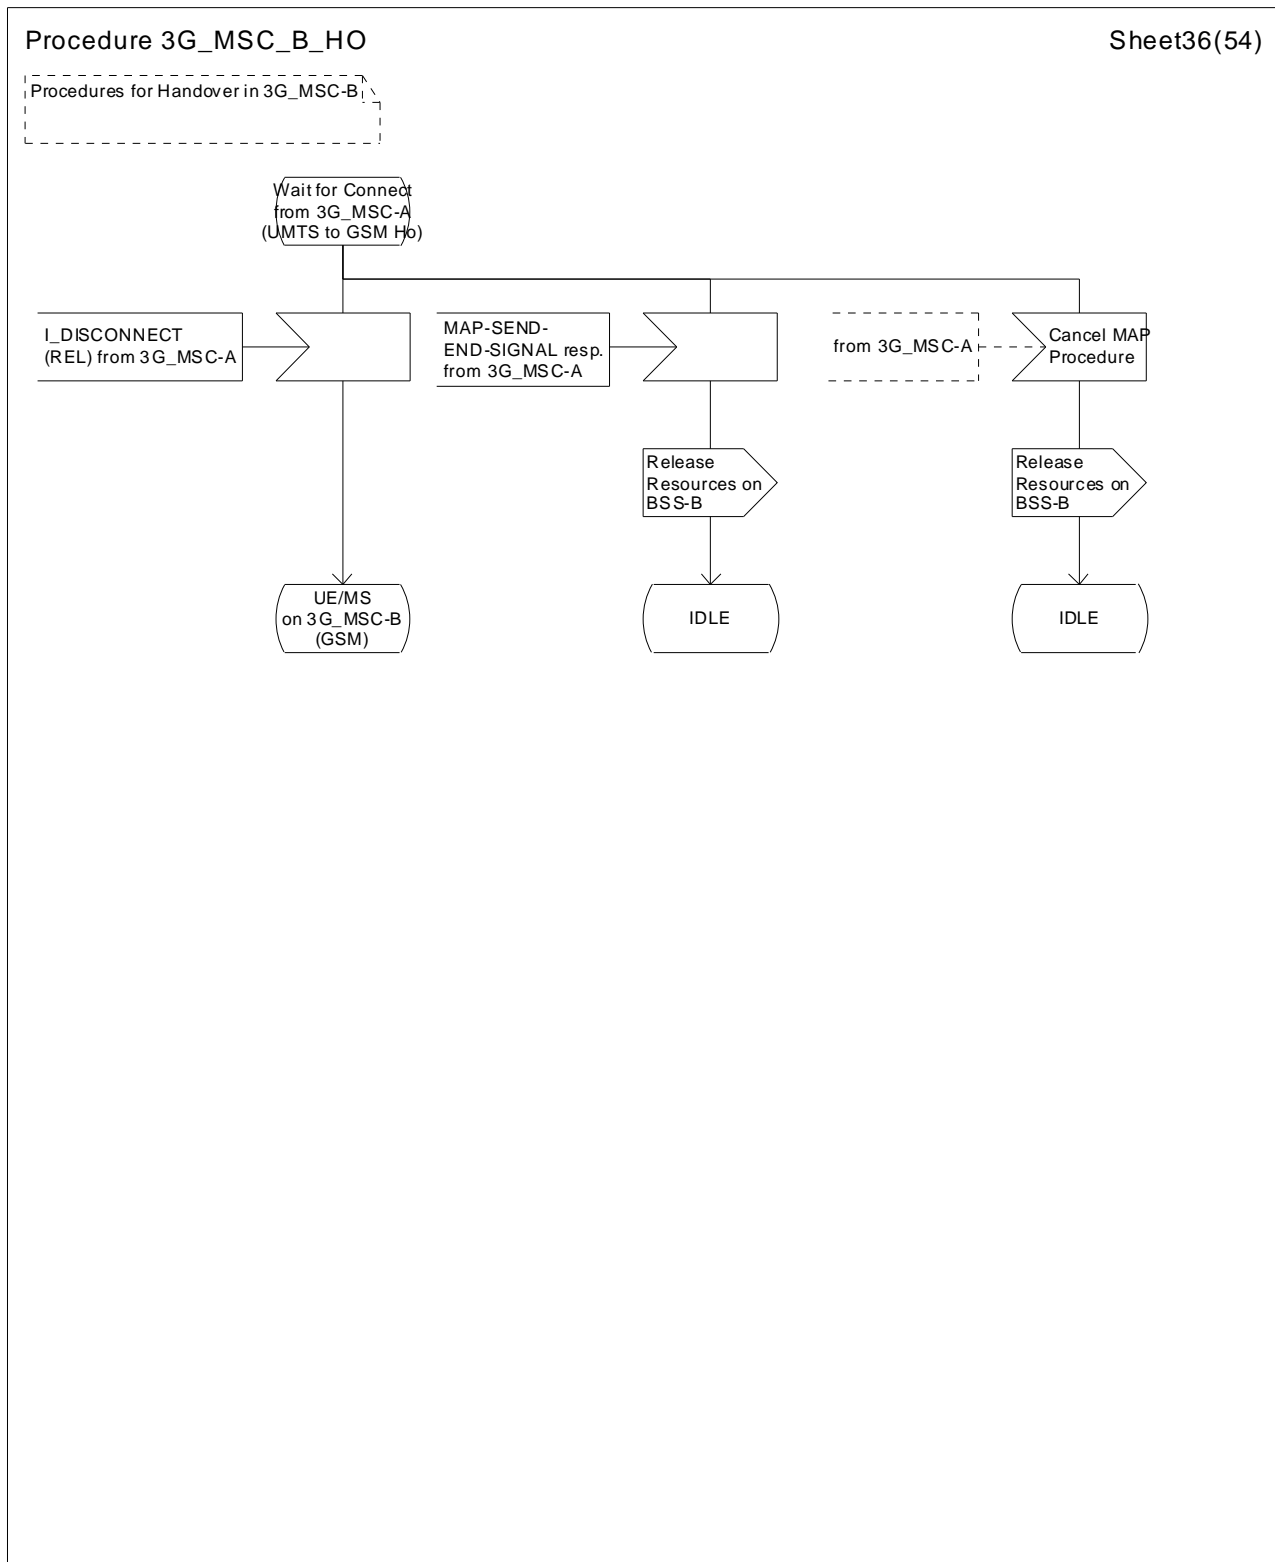 Procedure 3G_MSC_B_HO
Sheet36(54)
Procedures for Handover in 3G_MSC-B
Wait for Connect
from 3G_MSC-A
(UMTS to GSM Ho)
I_DISCONNECT
(REL) from 3G_MSC-A
MAP-SEND-
END-SIGNAL resp.
from 3G_MSC-A
from 3G_MSC-A
Cancel MAP
Procedure
Release
Resources on
BSS-B
Release
Resources on
BSS-B
UE/MS
on 3G_MSC-B
(GSM)
IDLE
IDLE